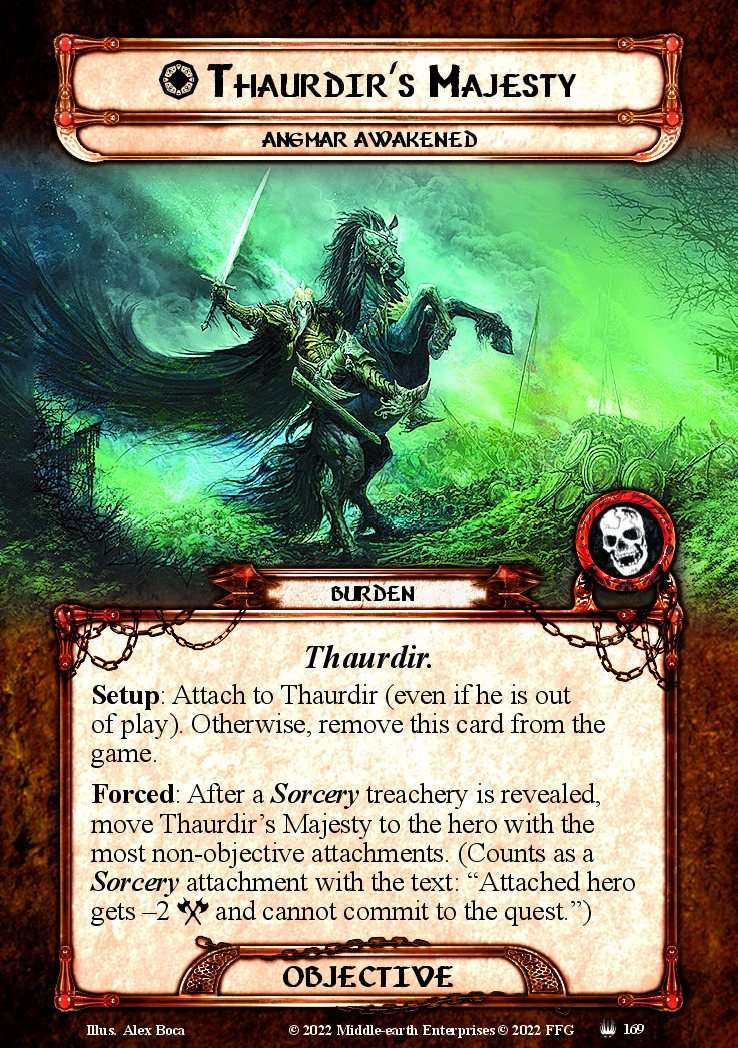 Thaurdir's Majesty
Angmar Awakened
Burden
Thaurdir.
Setup: Attach to Thaurdir (even if he is out
of play). Otherwise, remove this card from the
game.
Forced: After a Sorcery treachery is revealed,
move Thaurdir's Majesty to the hero with the
most non-objective attachments. (Counts as a
Sorcery attachment with the text: “Attached hero
gets –2 and cannot commit to the quest.”)
Objective
Illus. Alex Boca © 2022 Middle-earth Enterprises © 2022 FFG 169